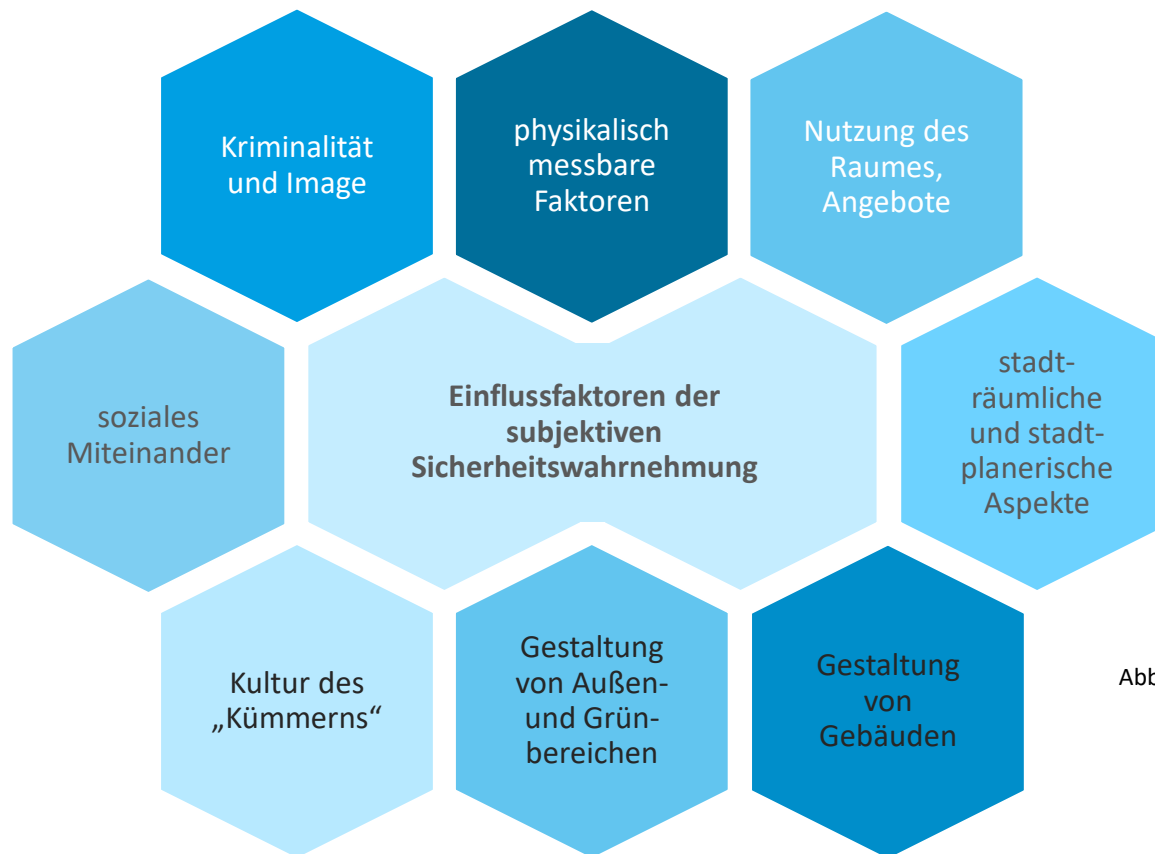 Kriminalität
und Image
physikalisch
messbare
Faktoren
Nutzung des
Raumes,
Angebote
soziales
Miteinander
Einflussfaktoren der
subjektiven
Sicherheitswahrnehmung
stadt-
räumliche
und stadt-
planerische
Aspekte
Kultur des
„Kümmerns“
Gestaltung
von Außen-
und Grün-
bereichen
Gestaltung
von
Gebäuden
Abb